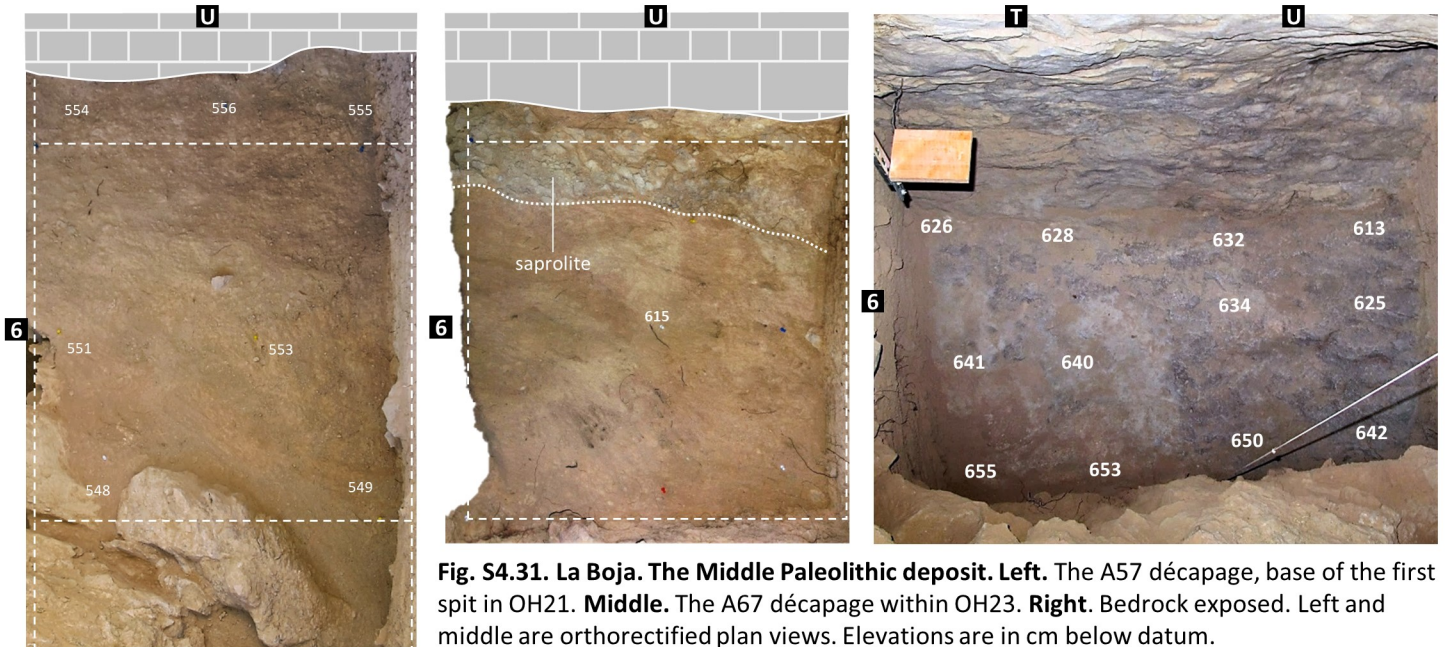 U
554 556 555
6
551 553
548 549
U
saprolite
6
615
T U
626 628 632 613
6
634 625
641 640
650 642
655 653
Fig. S4.31. La Boja. The Middle Paleolithic deposit. Left. The A57 décapage, base of the first
spit in OH21. Middle. The A67 décapage within OH23. Right. Bedrock exposed. Left and
middle are orthorectified plan views. Elevations are in cm below datum.